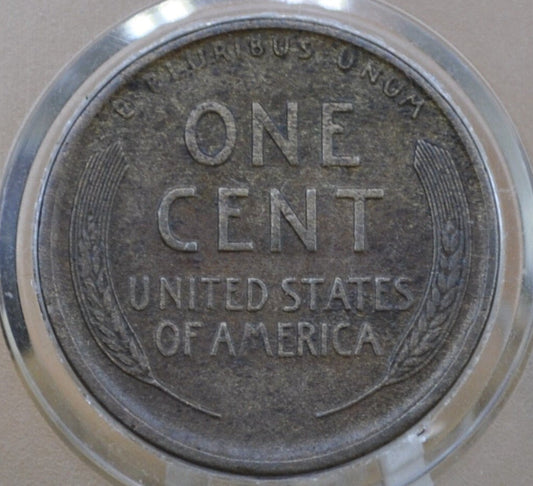 E PLURIBUS UNUM
ONE
CENT
UNITED STATES
OF AMERICA